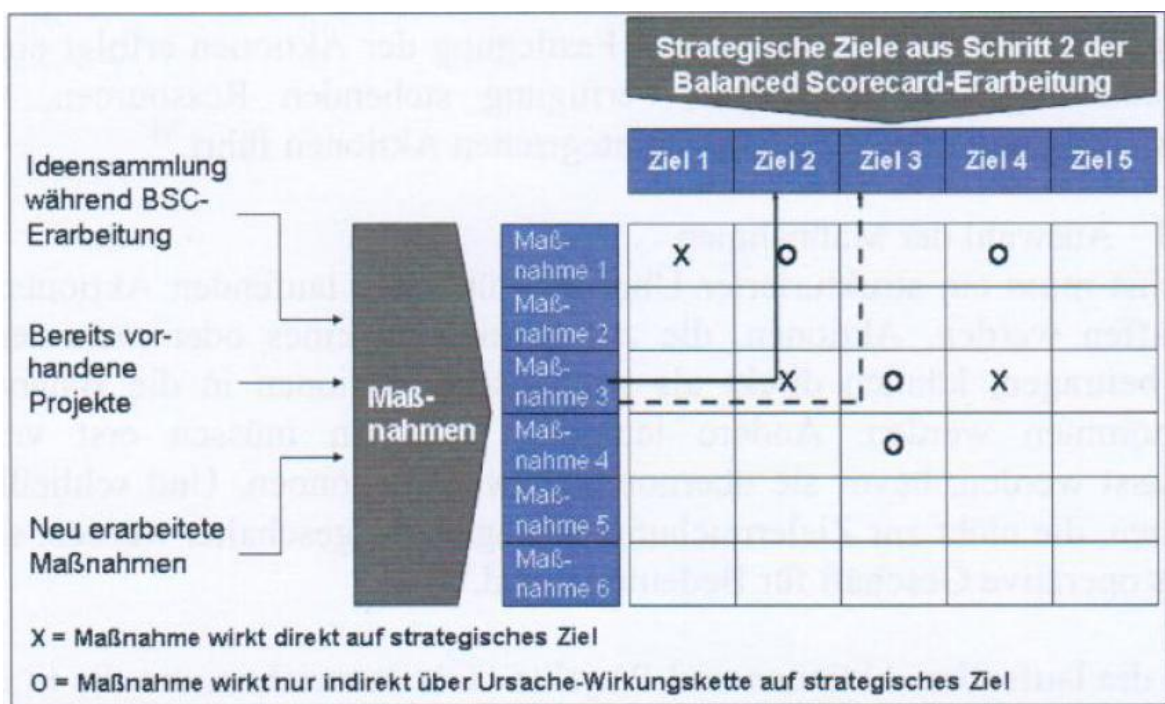 Strategische Ziele aus Schritt 2 der
Balanced Scorecard-Erarbeitung
Ziel 1 Ziel 2 Ziel 3 Ziel 4 Ziel 5
Ideensammlung
während BSC-
Erarbeitung
Bereits vor-
handene
Projekte
Neu erarbeitete
Maßnahmen
Maß-
nahmen
Maß-
nahme 1
X O O
Maß-
nahme 2
Maß-
nahme 3
X O X
Maß-
nahme 4
O
Maß-
nahme 5
Maß-
nahme 6
X = Maßnahme wirkt direkt auf strategisches Ziel
O = Maßnahme wirkt nur indirekt über Ursache-Wirkungskette auf strategisches Ziel